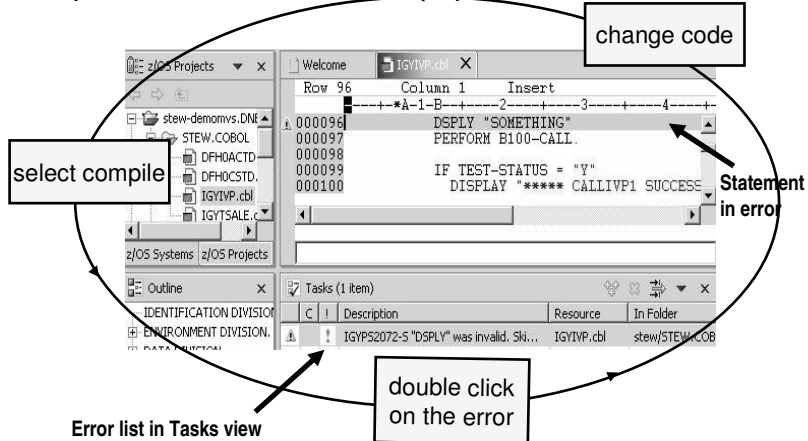 change code
z/OS Projects
Welcome
IGYIVP.cbl
Row 96 Column 1 Insert
----+-*A-1-B--+----2----+----3----+----4----+-
stew-demomvs.DNE
STEW.COBOL
DFH0ACTD
DFH0CSTD.
IGYIVP.cbl
IGYTSALE.c
000096 DSPLY "SOMETHING"
000097 PERFORM B100-CALL.
000098
000099 IF TEST-STATUS = "Y"
000100 DISPLAY "***** CALLIVP1 SUCCESS
select compile
Statement
in error
z/OS Systems
z/OS Projects
Outline
IDENTIFICATION DIVISION
ENVIRONMENT DIVISION.
Tasks (1 item)
C ! Description Resource In Folder
! IGYPS2072-S "DSPLY" was invalid. Ski... IGYIVP.cbl stew/STEW.COB
double click
on the error
Error list in Tasks view